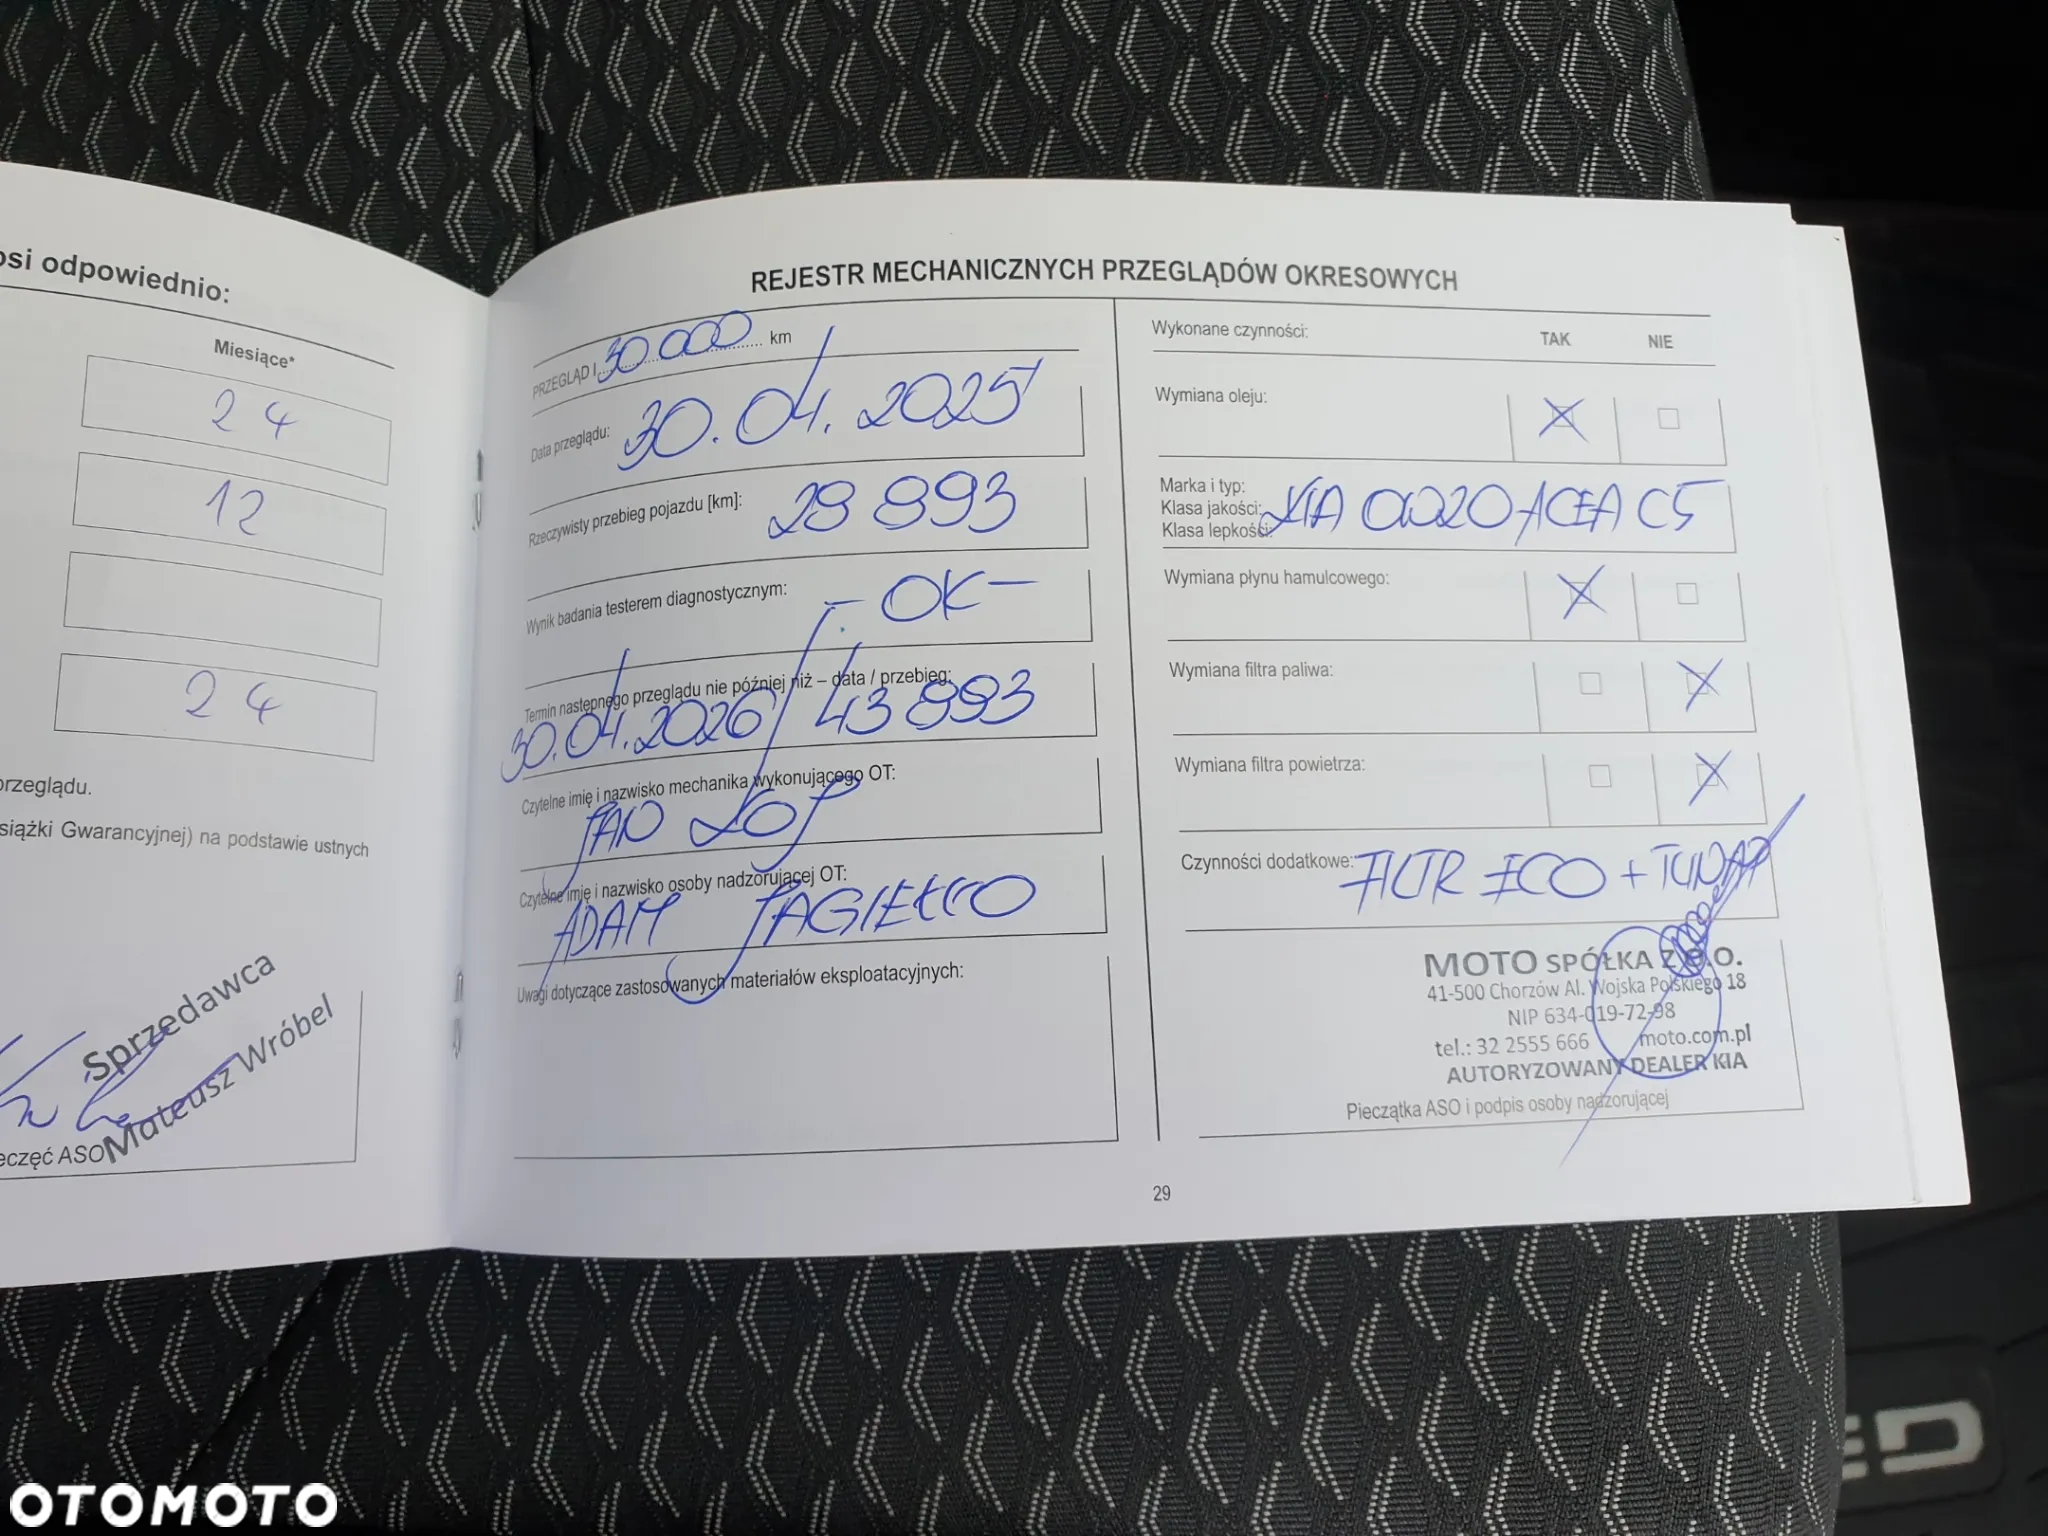 osi odpowiednio:
Miesiące*
24
12
24
przeglądu.
siążki Gwarancyjnej) na podstawie ustnych
Sprzedawca
Mateusz Wróbel
eczęć ASO
REJESTR MECHANICZNYCH PRZEGLĄDÓW OKRESOWYCH
PRZEGLĄD I 30 000 km
Data przeglądu: 30.04.2025
Rzeczywisty przebieg pojazdu [km]: 28 893
Wynik badania testerem diagnostycznym: - OK -
Termin następnego przeglądu nie później niż – data / przebieg:
30.04.2026 / 43 893
Czytelne imię i nazwisko mechanika wykonującego OT:
JAN
Czytelne imię i nazwisko osoby nadzorującej OT:
ADAM JAGIEŁŁO
Uwagi dotyczące zastosowanych materiałów eksploatacyjnych:
Wykonane czynności: TAK NIE
Wymiana oleju:
Marka i typ:
Klasa jakości:
Klasa lepkości:
KIA 0W20 ACEA C5
Wymiana płynu hamulcowego:
Wymiana filtra paliwa:
Wymiana filtra powietrza:
Czynności dodatkowe: FILTR ECO + TUNAP
MOTO SPÓŁKA Z O.O.
41-500 Chorzów Al. Wojska Polskiego 18
NIP 634-019-72-98
tel.: 32 2555 666 moto.com.pl
AUTORYZOWANY DEALER KIA
Pieczątka ASO i podpis osoby nadzorującej
29
OTOMOTO